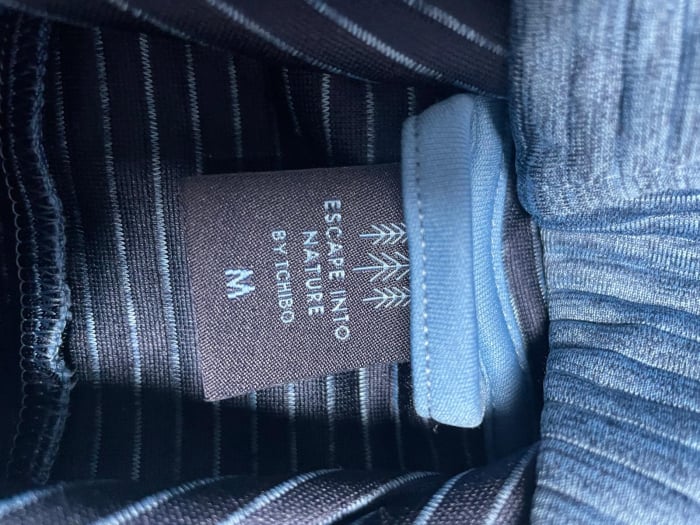 ESCAPE INTO
NATURE
BY TCHIBO
M